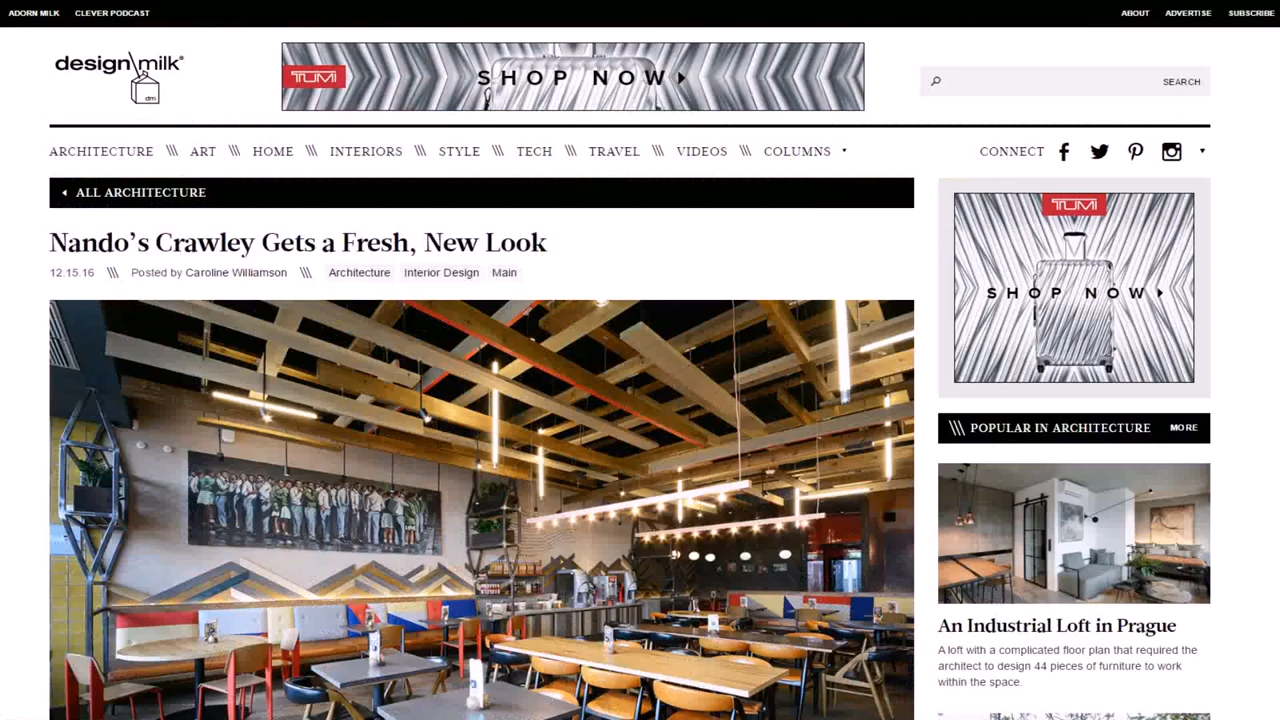 ADORN MILK CLEVER PODCAST ABOUT ADVERTISE SUBSCRIBE
design milk®
dm
TUMI SHOP NOW
SEARCH
ARCHITECTURE \\\ ART \\\ HOME \\\ INTERIORS \\\ STYLE \\\ TECH \\\ TRAVEL \\\ VIDEOS \\\ COLUMNS
CONNECT
ALL ARCHITECTURE
Nando's Crawley Gets a Fresh, New Look
12.15.16 \\\ Posted by Caroline Williamson \\\ Architecture Interior Design Main
TUMI
SHOP NOW
\\\ POPULAR IN ARCHITECTURE MORE
An Industrial Loft in Prague
A loft with a complicated floor plan that required the
architect to design 44 pieces of furniture to work
within the space.